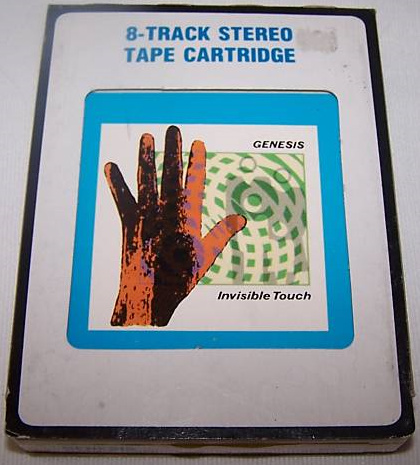 8-TRACK STEREO
TAPE CARTRIDGE
GENESIS
Invisible Touch